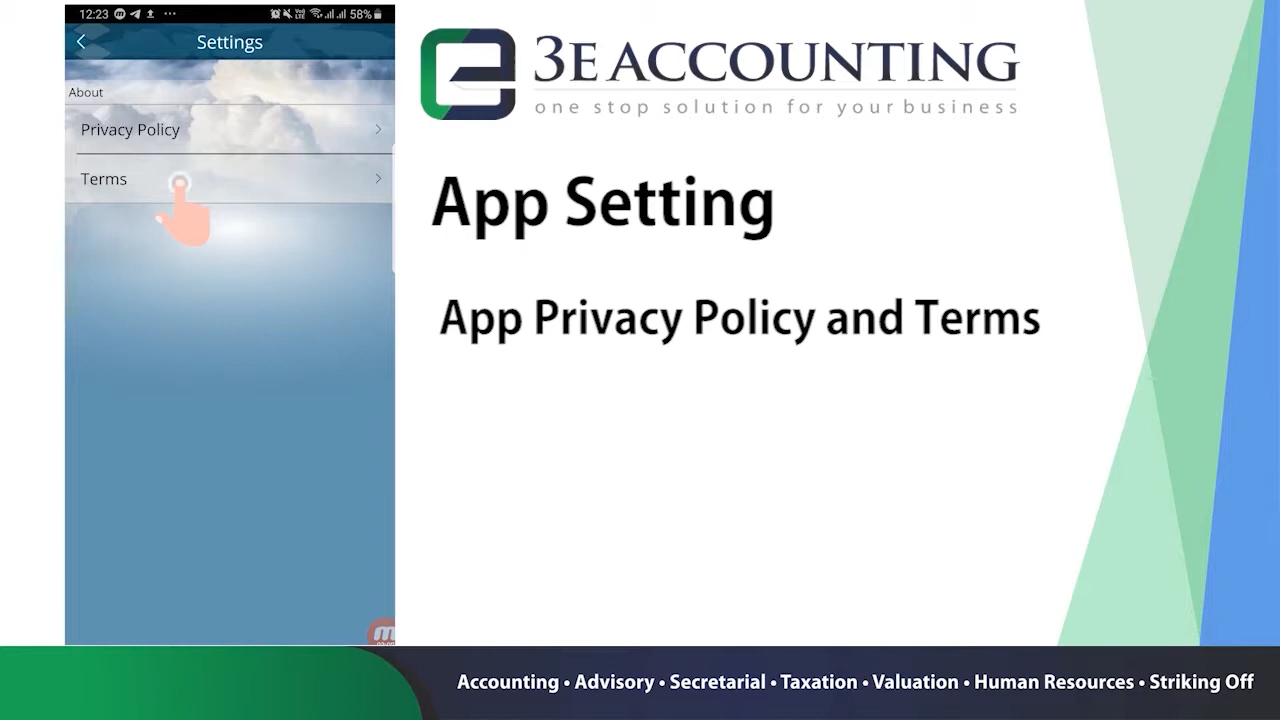 12:23 58%
Settings
About
Privacy Policy
Terms
3E ACCOUNTING
one stop solution for your business
App Setting
App Privacy Policy and Terms
Accounting • Advisory • Secretarial • Taxation • Valuation • Human Resources • Striking Off